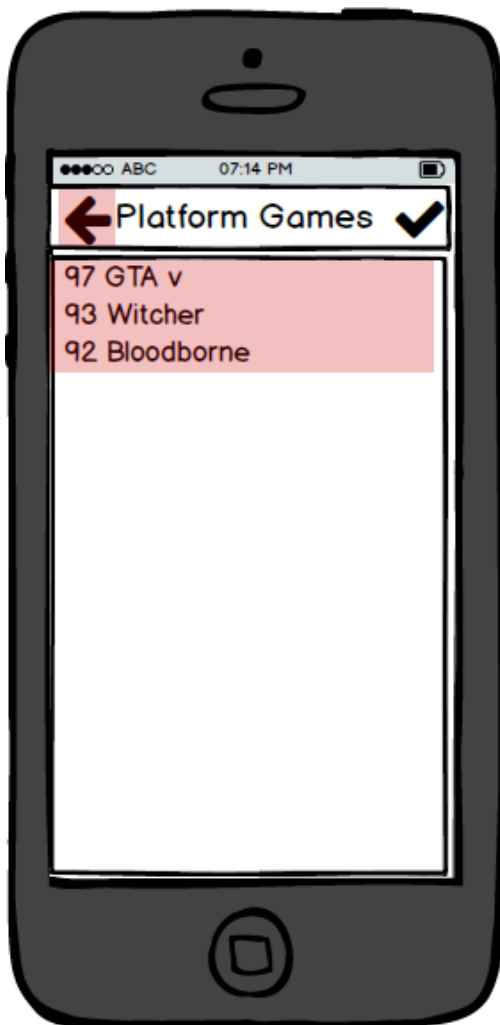 ABC 07:14 PM
Platform Games
97 GTA v
93 Witcher
92 Bloodborne